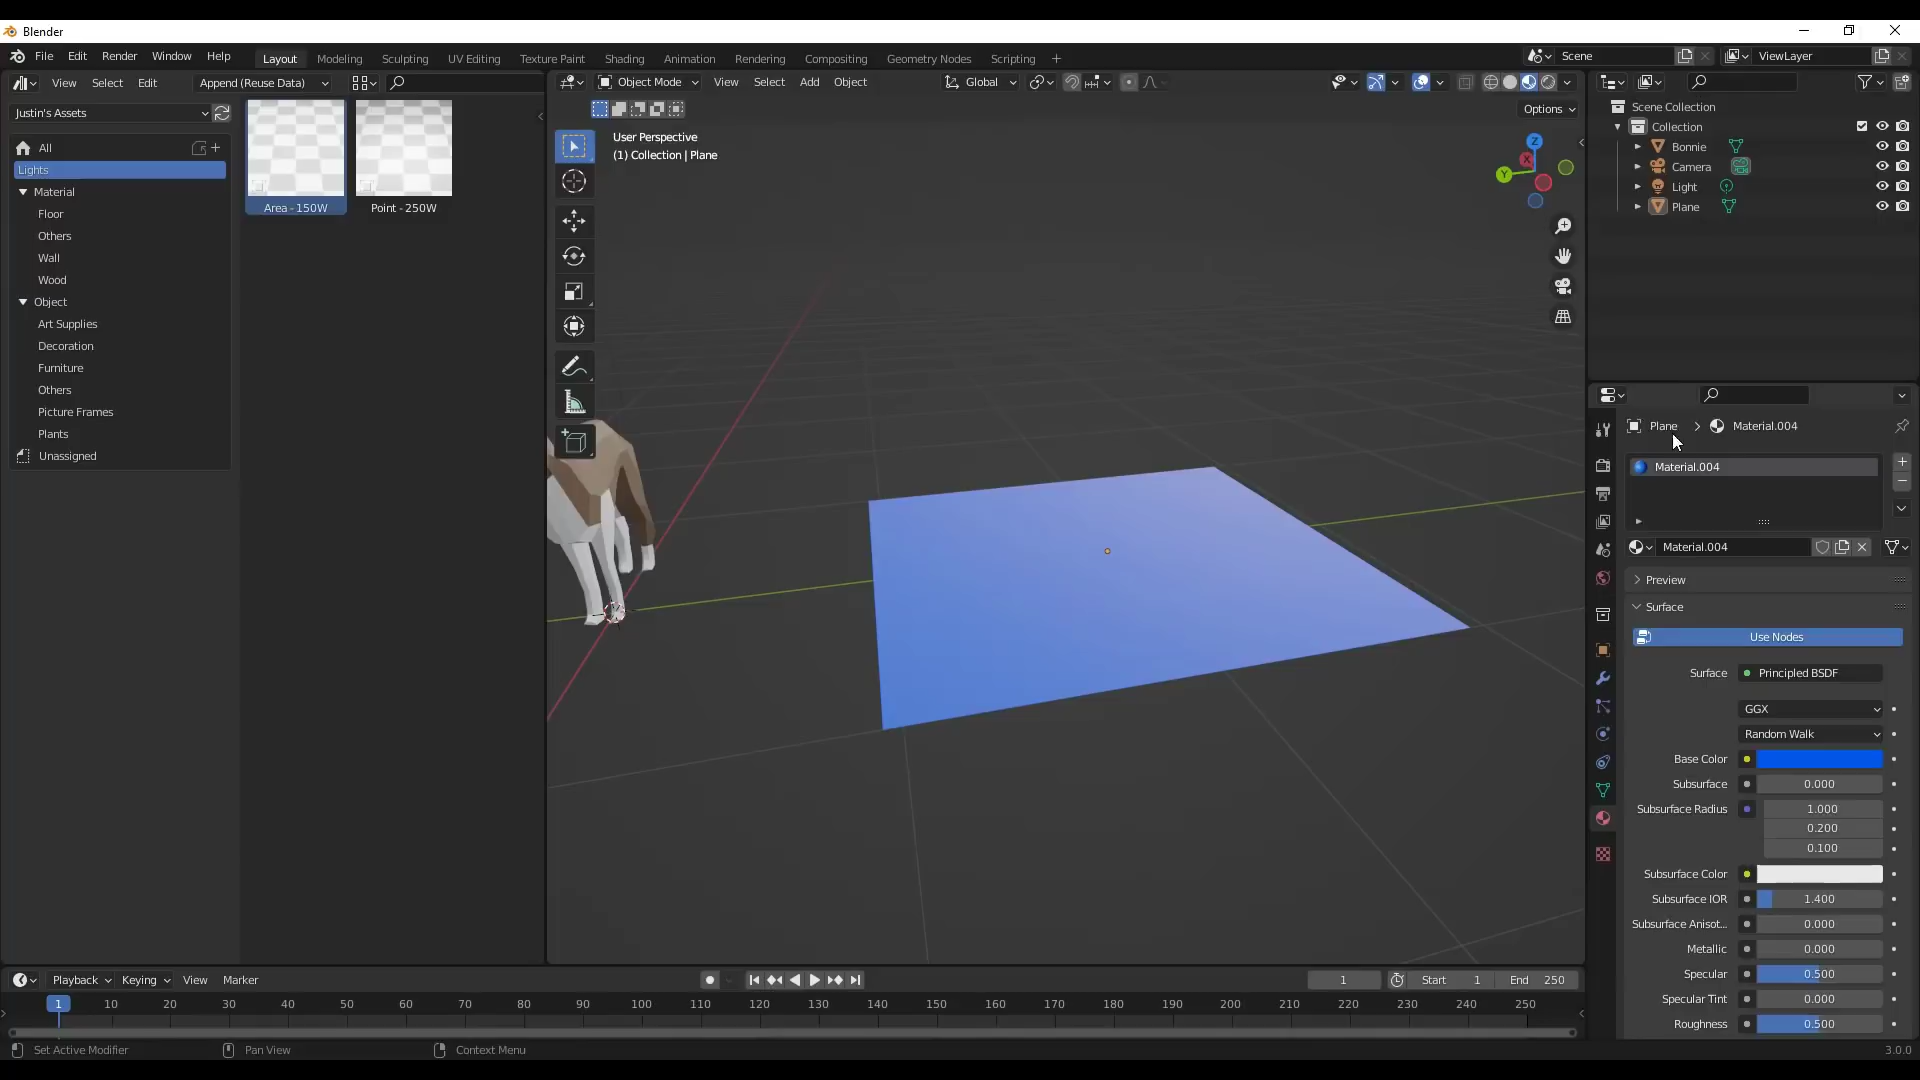 Blender
File Edit Render Window Help Layout Modeling Sculpting UV Editing Texture Paint Shading Animation Rendering Compositing Geometry Nodes Scripting + Scene ViewLayer
View Select Edit Append (Reuse Data) Object Mode View Select Add Object Global
Justin's Assets
Options
All
Lights
Material
Floor
Others
Wall
Wood
Object
Art Supplies
Decoration
Furniture
Others
Picture Frames
Plants
Unassigned
Area - 150W Point - 250W
User Perspective
(1) Collection | Plane
Z
X
Y
Scene Collection
Collection
Bonnie
Camera
Light
Plane
Plane > Material.004
Material.004
Material.004
Preview
Surface
Use Nodes
Surface Principled BSDF
GGX
Random Walk
Base Color
Subsurface 0.000
Subsurface Radius 1.000
0.200
0.100
Subsurface Color
Subsurface IOR 1.400
Subsurface Anisot... 0.000
Metallic 0.000
Specular 0.500
Specular Tint 0.000
Roughness 0.500
Playback Keying View Marker 1 Start 1 End 250
1 10 20 30 40 50 60 70 80 90 100 110 120 130 140 150 160 170 180 190 200 210 220 230 240 250
Set Active Modifier Pan View Context Menu 3.0.0